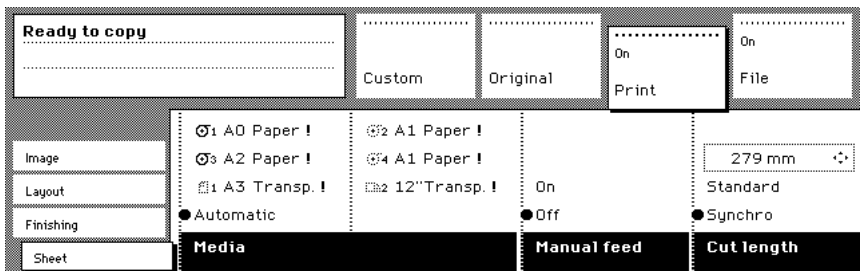 Ready to copy
Custom
Original
On
Print
On
File
Image
Layout
Finishing
Sheet
1 A0 Paper !
3 A2 Paper !
1 A3 Transp. !
Automatic
2 A1 Paper !
4 A1 Paper !
2 12"Transp. !
Media
On
Off
Manual feed
279 mm
Standard
Synchro
Cut length